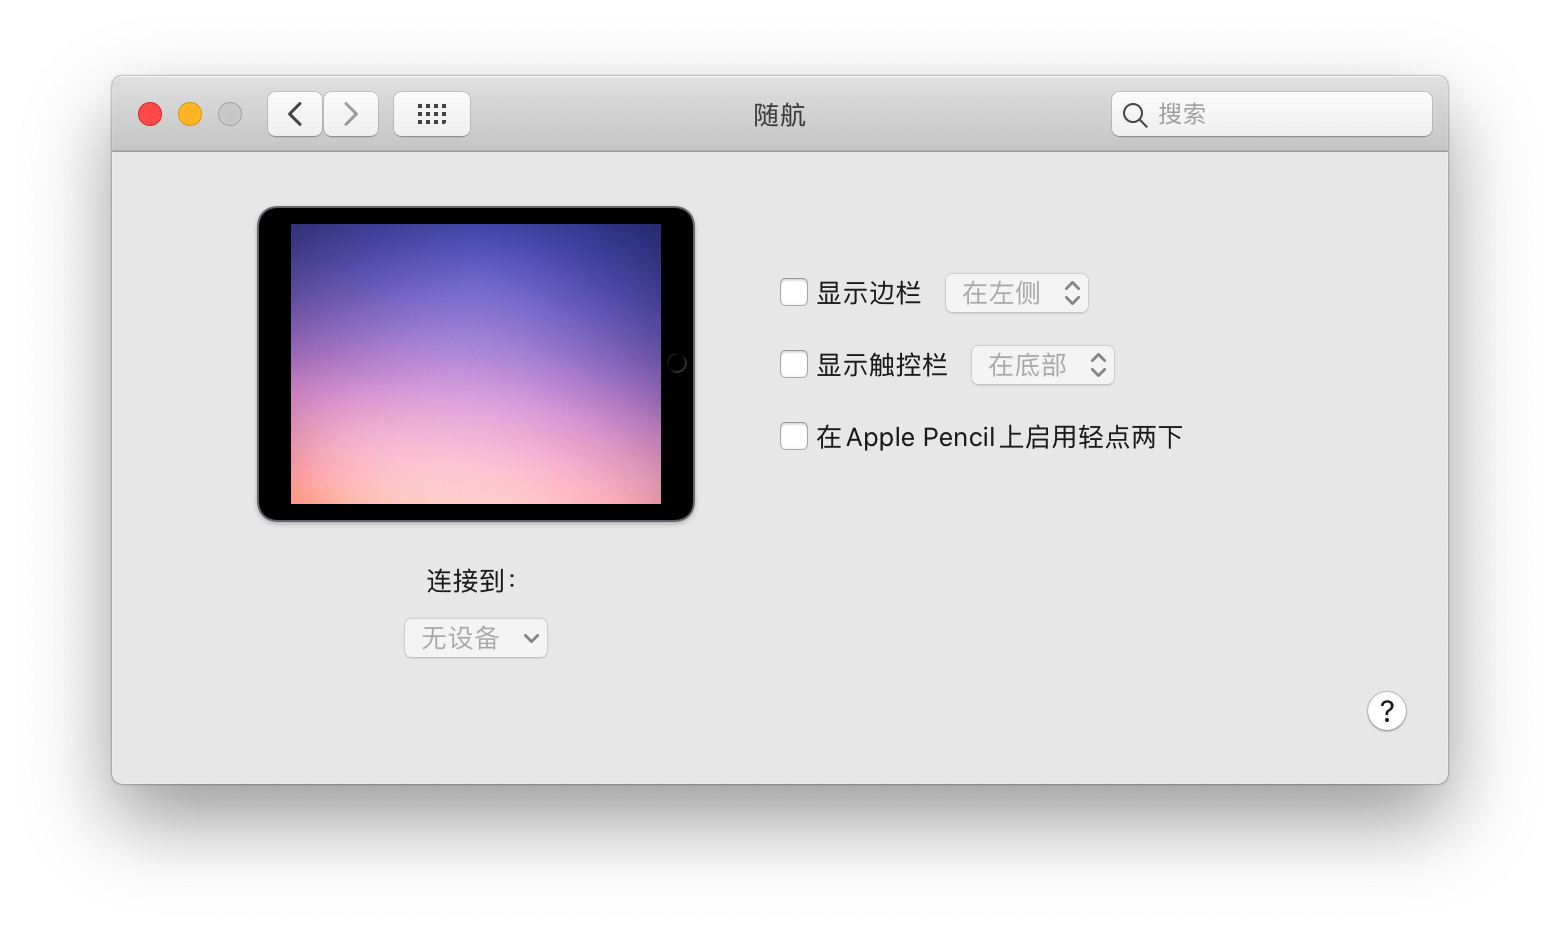 随航
搜索
显示边栏 在左侧
显示触控栏 在底部
在 Apple Pencil 上启用轻点两下
连接到：
无设备
?